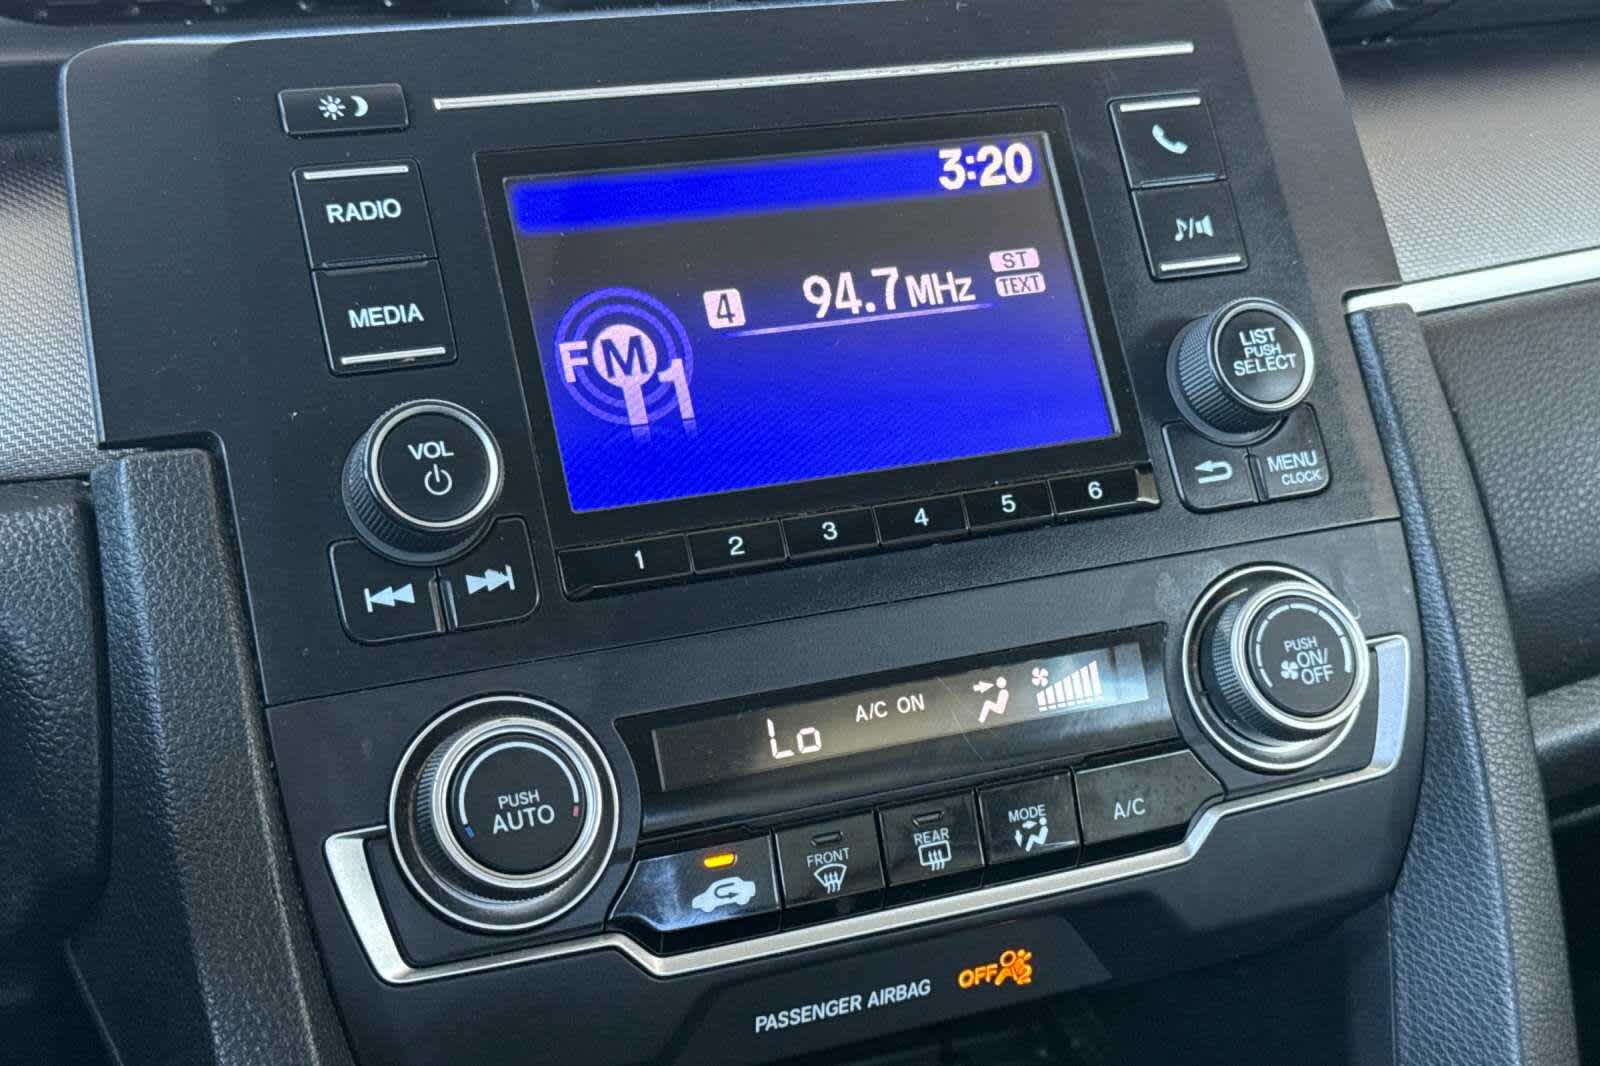 3:20
RADIO
MEDIA
4 94.7MHz ST
TEXT
FM
1
LIST
PUSH
SELECT
VOL
MENU
CLOCK
1 2 3 4 5 6
PUSH
ON/
OFF
Lo A/C ON
PUSH
AUTO
FRONT
REAR
MODE
A/C
PASSENGER AIRBAG OFF
2